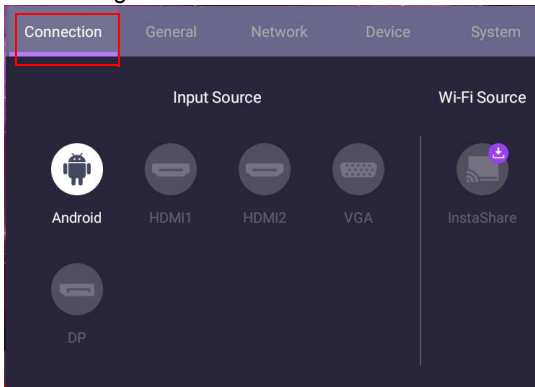 Connection General Network Device System
Input Source Wi-Fi Source
Android HDMI1 HDMI2 VGA InstaShare
DP